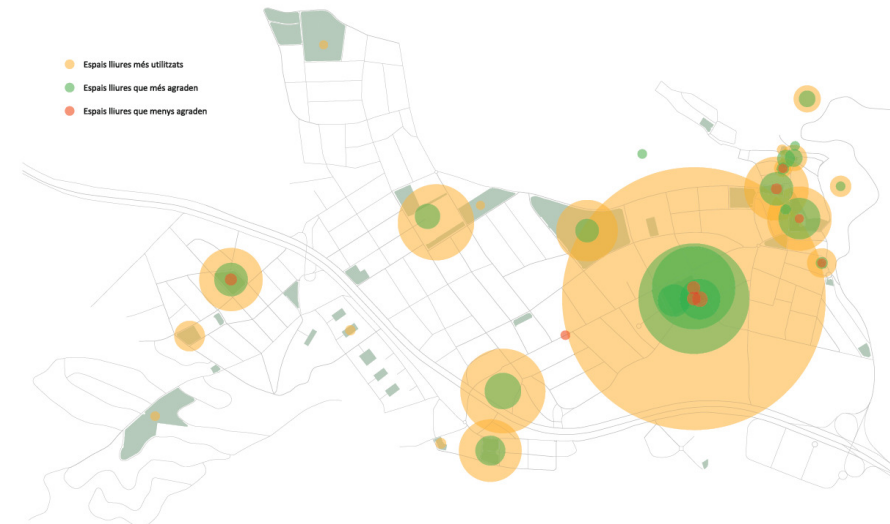 Espais lliures més utilitzats
Espais lliures que més agraden
Espais lliures que menys agraden